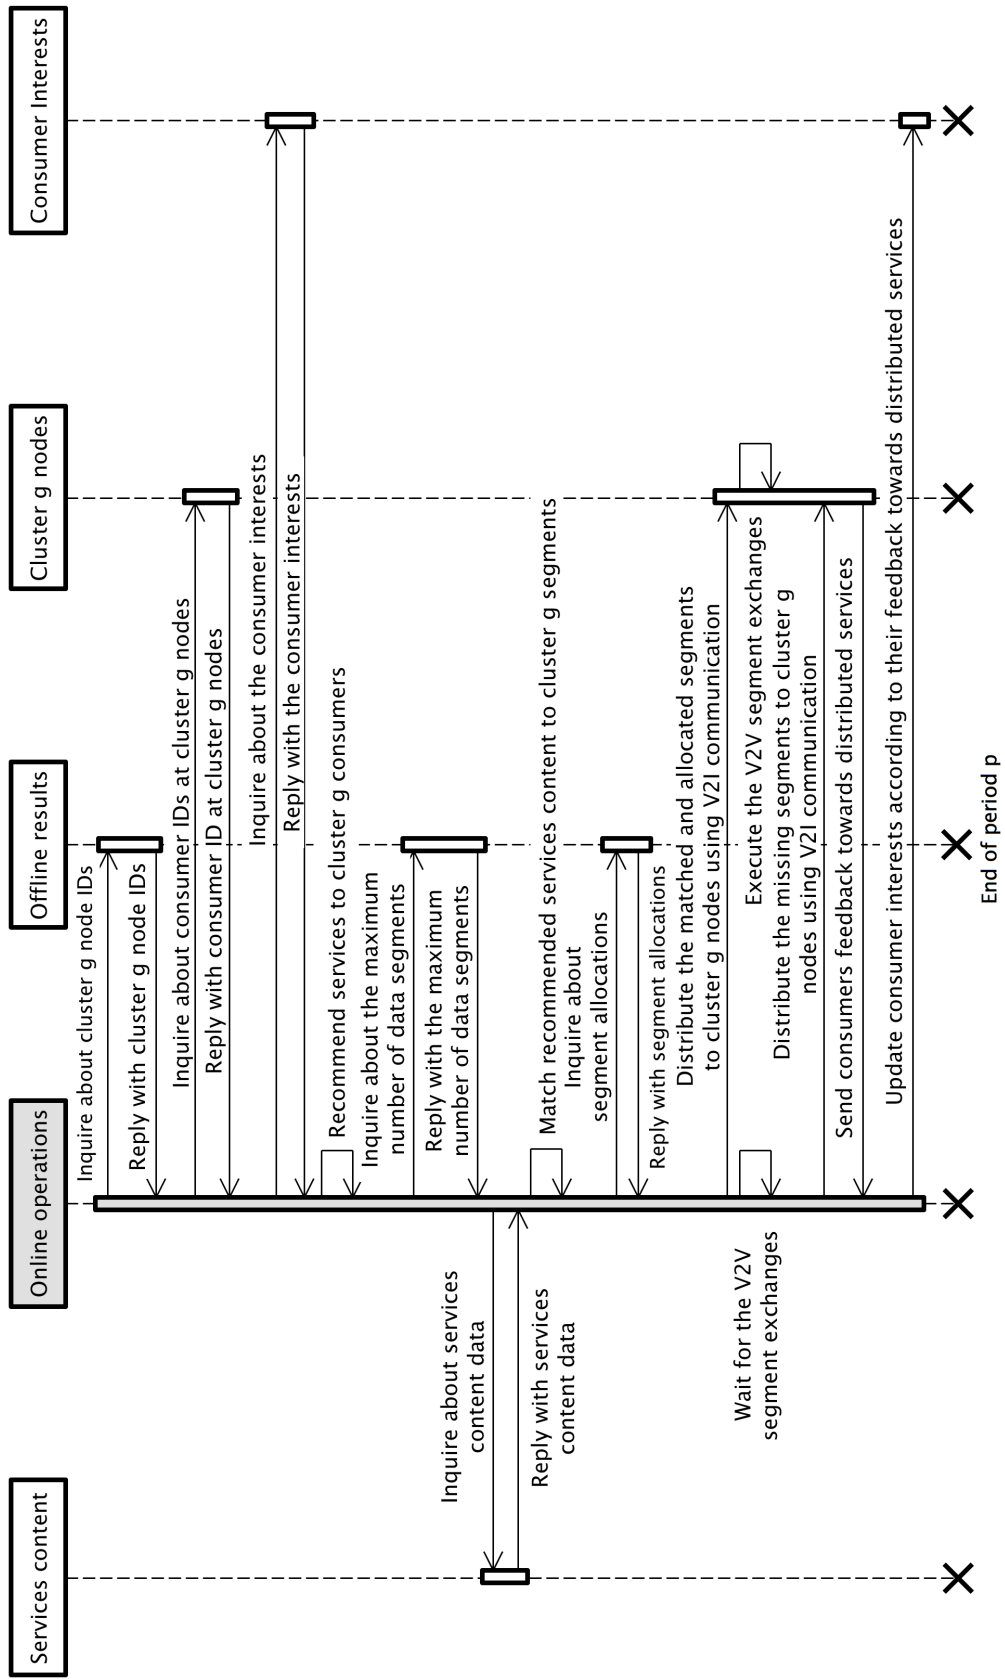 Services content
Online operations
Offline results
Cluster g nodes
Consumer Interests
Inquire about cluster g node IDs
Reply with cluster g node IDs
Inquire about consumer IDs at cluster g nodes
Reply with consumer ID at cluster g nodes
Inquire about the consumer interests
Reply with the consumer interests
Recommend services to cluster g consumers
Inquire about the maximum
number of data segments
Reply with the maximum
number of data segments
Inquire about services
content data
Reply with services
content data
Match recommended services content to cluster g segments
Inquire about
segment allocations
Reply with segment allocations
Distribute the matched and allocated segments
to cluster g nodes using V2I communication
Wait for the V2V
segment exchanges
Execute the V2V segment exchanges
Distribute the missing segments to cluster g
nodes using V2I communication
Send consumers feedback towards distributed services
Update consumer interests according to their feedback towards distributed services
End of period p